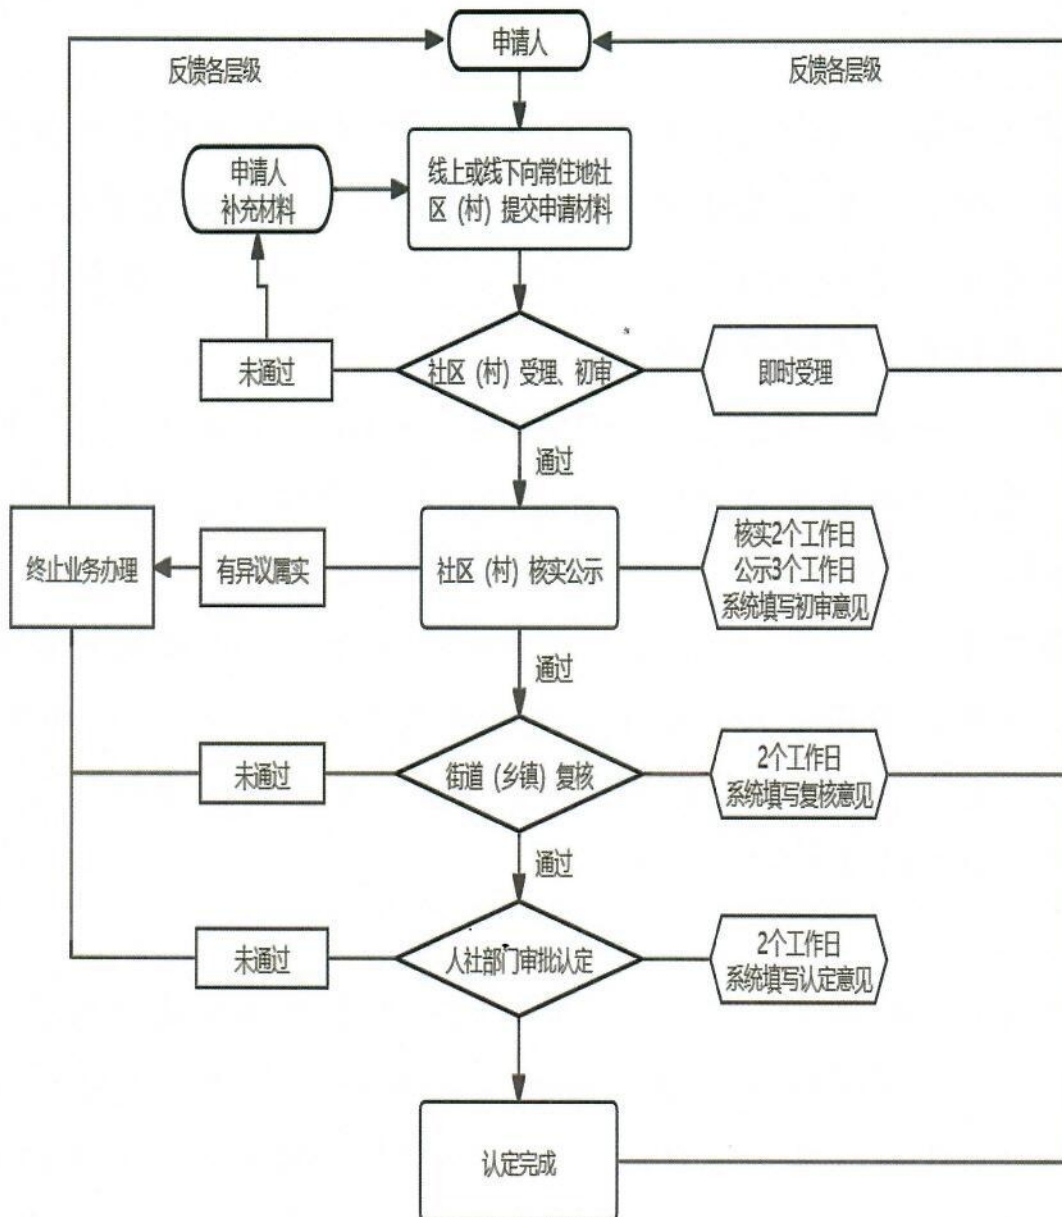 申请人
反馈各层级
反馈各层级
线上或线下向常住地社
区（村）提交申请材料
申请人
补充材料
未通过
社区（村）受理、初审
即时受理
通过
终止业务办理
有异议属实
社区（村）核实公示
核实2个工作日
公示3个工作日
系统填写初审意见
通过
未通过
街道（乡镇）复核
2个工作日
系统填写复核意见
通过
未通过
人社部门审批认定
2个工作日
系统填写认定意见
认定完成